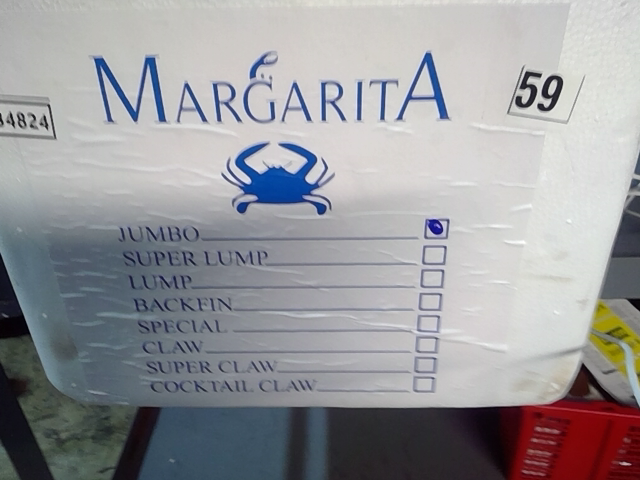 MARGARITA
59
34824
JUMBO
SUPER LUMP
LUMP
BACKFIN
SPECIAL
CLAW
SUPER CLAW
COCKTAIL CLAW